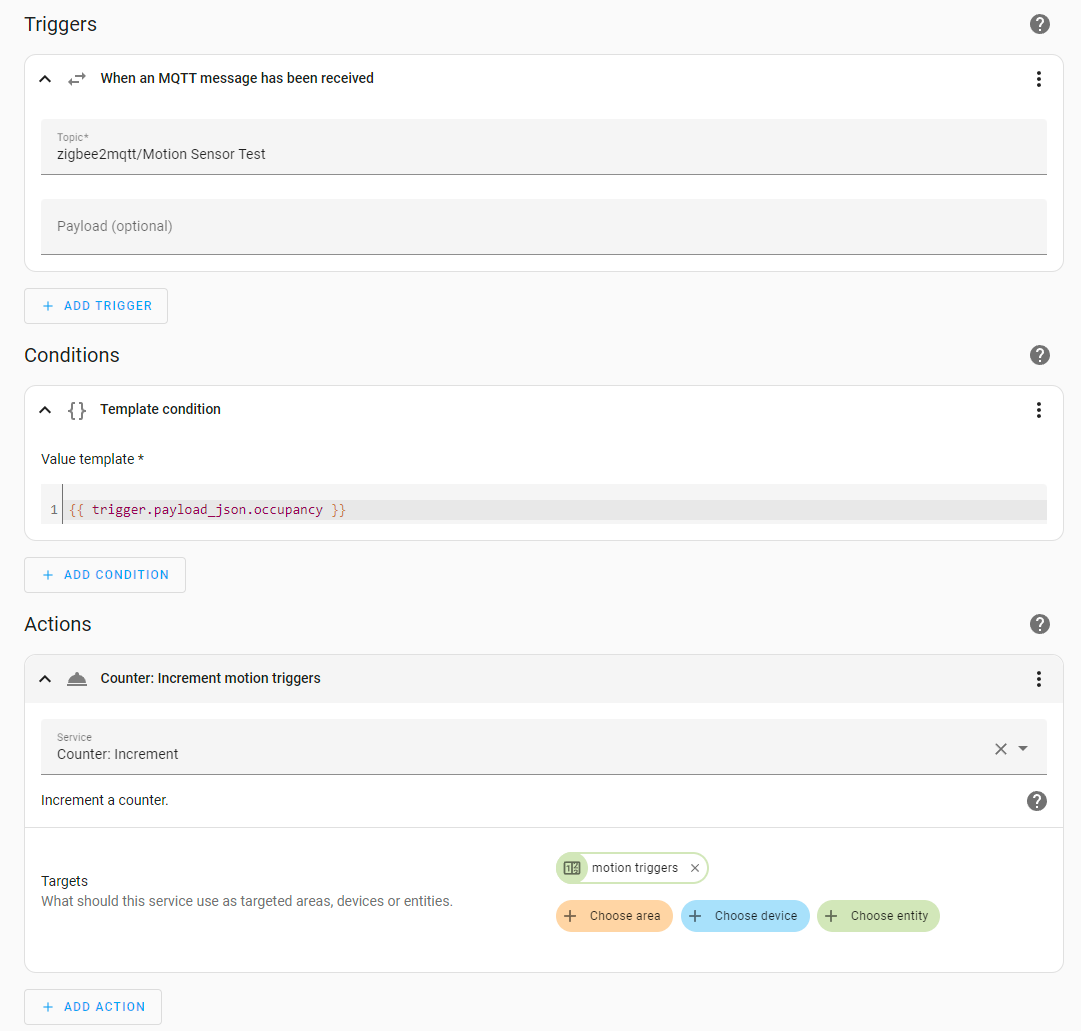 Triggers
When an MQTT message has been received
Topic*
zigbee2mqtt/Motion Sensor Test
Payload (optional)
+ ADD TRIGGER
Conditions
{} Template condition
Value template *
1 {{ trigger.payload_json.occupancy }}
+ ADD CONDITION
Actions
Counter: Increment motion triggers
Service
Counter: Increment
Increment a counter.
motion triggers
Targets
What should this service use as targeted areas, devices or entities.
+ Choose area + Choose device + Choose entity
+ ADD ACTION